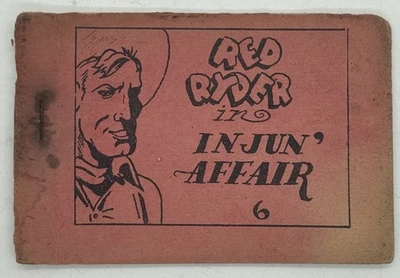 RED
RYDER
in
INJUN'
AFFAIR
6